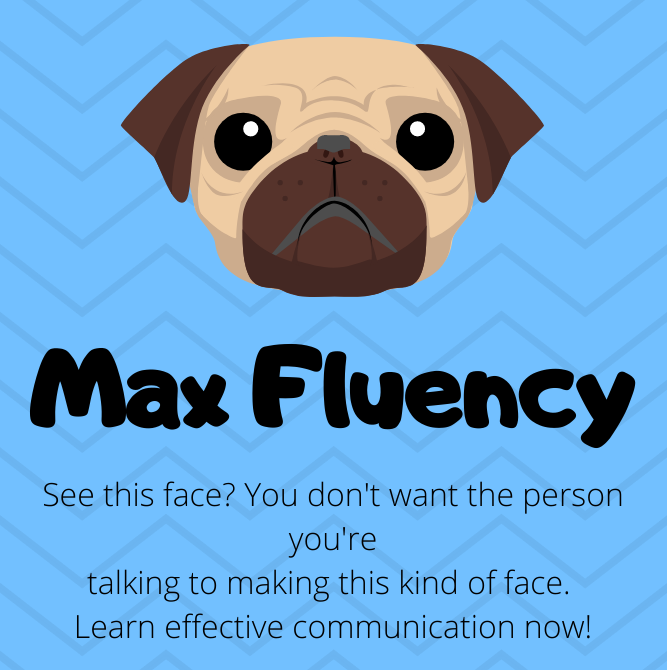 Max Fluency
See this face? You don't want the person
you're
talking to making this kind of face.
Learn effective communication now!